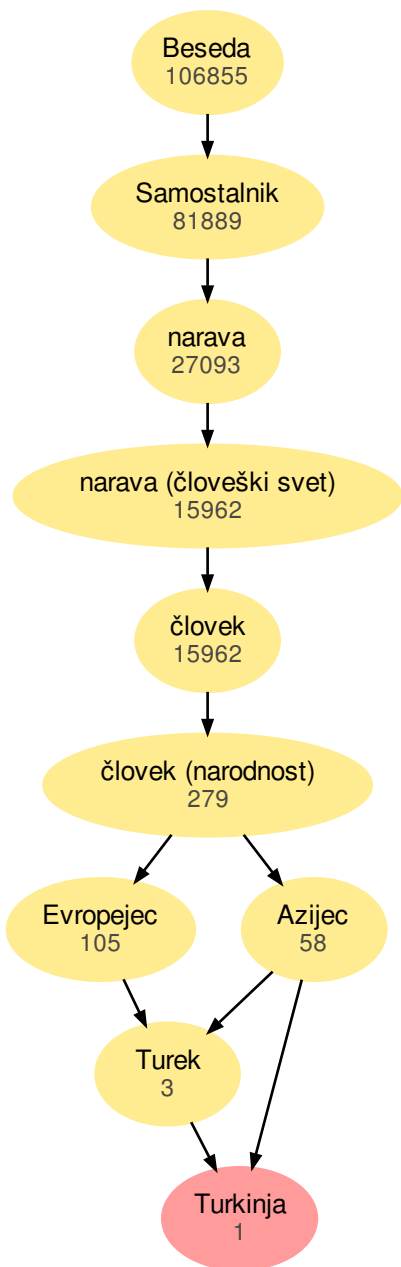 Beseda
106855
Samostalnik
81889
narava
27093
narava (človeški svet)
15962
človek
15962
človek (narodnost)
279
Evropejec
105
Azijec
58
Turek
3
Turkinja
1